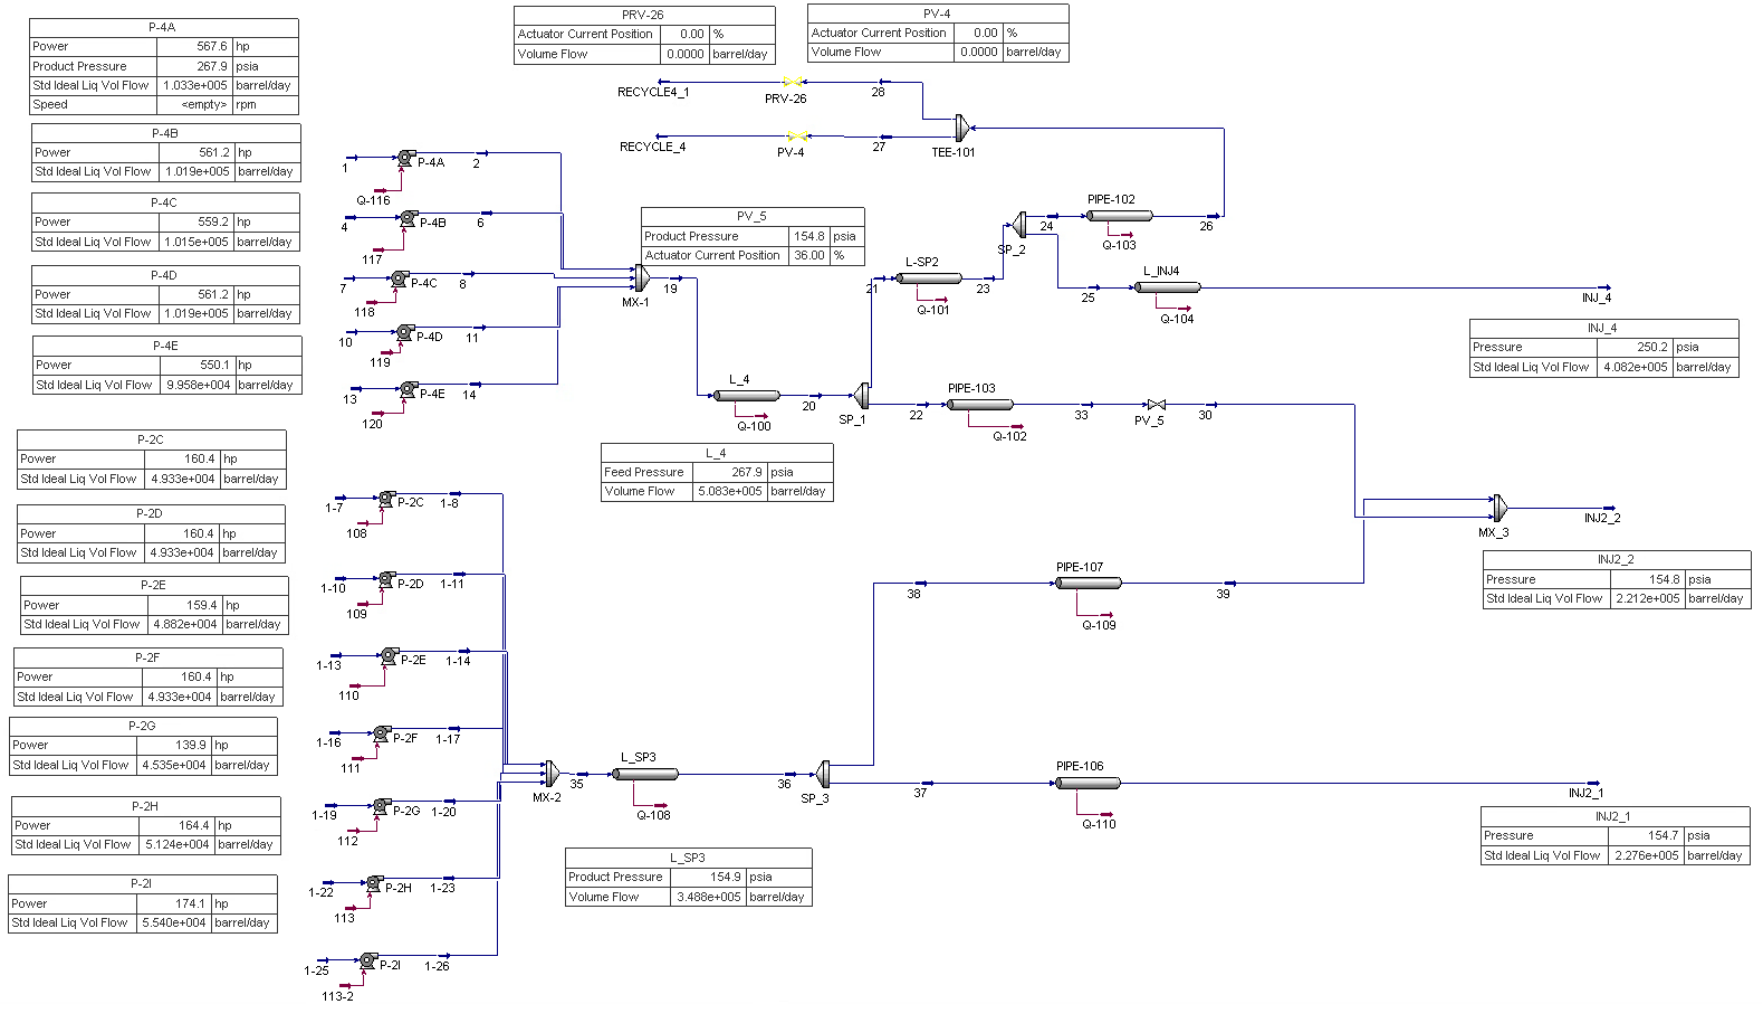 P-4A
Power 567.6 hp
Product Pressure 267.9 psia
Std Ideal Liq Vol Flow 1.033e+005 barrel/day
Speed <empty> rpm
P-4B
Power 561.2 hp
Std Ideal Liq Vol Flow 1.019e+005 barrel/day
P-4C
Power 559.2 hp
Std Ideal Liq Vol Flow 1.015e+005 barrel/day
P-4D
Power 561.2 hp
Std Ideal Liq Vol Flow 1.019e+005 barrel/day
P-4E
Power 550.1 hp
Std Ideal Liq Vol Flow 9.958e+004 barrel/day
P-2C
Power 160.4 hp
Std Ideal Liq Vol Flow 4.933e+004 barrel/day
P-2D
Power 160.4 hp
Std Ideal Liq Vol Flow 4.933e+004 barrel/day
P-2E
Power 159.4 hp
Std Ideal Liq Vol Flow 4.882e+004 barrel/day
P-2F
Power 160.4 hp
Std Ideal Liq Vol Flow 4.933e+004 barrel/day
P-2G
Power 139.9 hp
Std Ideal Liq Vol Flow 4.535e+004 barrel/day
P-2H
Power 164.4 hp
Std Ideal Liq Vol Flow 5.124e+004 barrel/day
P-2I
Power 174.1 hp
Std Ideal Liq Vol Flow 5.540e+004 barrel/day
PRV-26
Actuator Current Position 0.00 %
Volume Flow 0.0000 barrel/day
PV-4
Actuator Current Position 0.00 %
Volume Flow 0.0000 barrel/day
RECYCLE4_1
PRV-26
28
RECYCLE_4
PV-4
27
TEE-101
1
P-4A
2
Q-116
4
P-4B
6
117
7
P-4C
8
118
10
P-4D
11
119
13
P-4E
14
120
MX-1
19
PV_5
Product Pressure 154.8 psia
Actuator Current Position 36.00 %
L_4
Q-100
20
SP_1
21
L-SP2
Q-101
23
SP_2
24
PIPE-102
Q-103
26
25
L_INJ4
Q-104
INJ_4
INJ_4
Pressure 250.2 psia
Std Ideal Liq Vol Flow 4.082e+005 barrel/day
22
PIPE-103
Q-102
33
PV_5
30
L_4
Feed Pressure 267.9 psia
Volume Flow 5.083e+005 barrel/day
1-7
P-2C
1-8
108
1-10
P-2D
1-11
109
1-13
P-2E
1-14
110
1-16
P-2F
1-17
111
1-19
P-2G
1-20
112
1-22
P-2H
1-23
113
1-25
P-2I
1-26
113-2
MX-2
35
L_SP3
Q-108
36
SP_3
38
PIPE-107
Q-109
39
MX_3
INJ2_2
INJ2_2
Pressure 154.8 psia
Std Ideal Liq Vol Flow 2.212e+005 barrel/day
37
PIPE-106
Q-110
INJ2_1
INJ2_1
Pressure 154.7 psia
Std Ideal Liq Vol Flow 2.276e+005 barrel/day
L_SP3
Product Pressure 154.9 psia
Volume Flow 3.488e+005 barrel/day